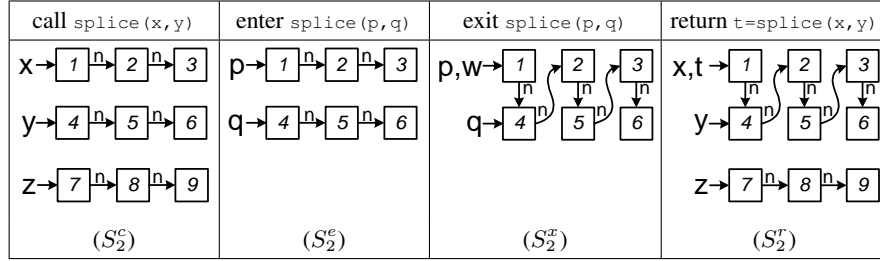 call splice(x,y) enter splice(p,q) exit splice(p,q) return t=splice(x,y)
x 1 n 2 n 3 p 1 n 2 n 3 p,w 1 2 3 x,t 1 2 3
n n n n n n
y 4 n 5 n 6 q 4 n 5 n 6 q 4 n 5 n 6 y 4 n 5 n 6
z 7 n 8 n 9 z 7 n 8 n 9
(S₂ᶜ) (S₂ᵉ) (S₂ˣ) (S₂ʳ)